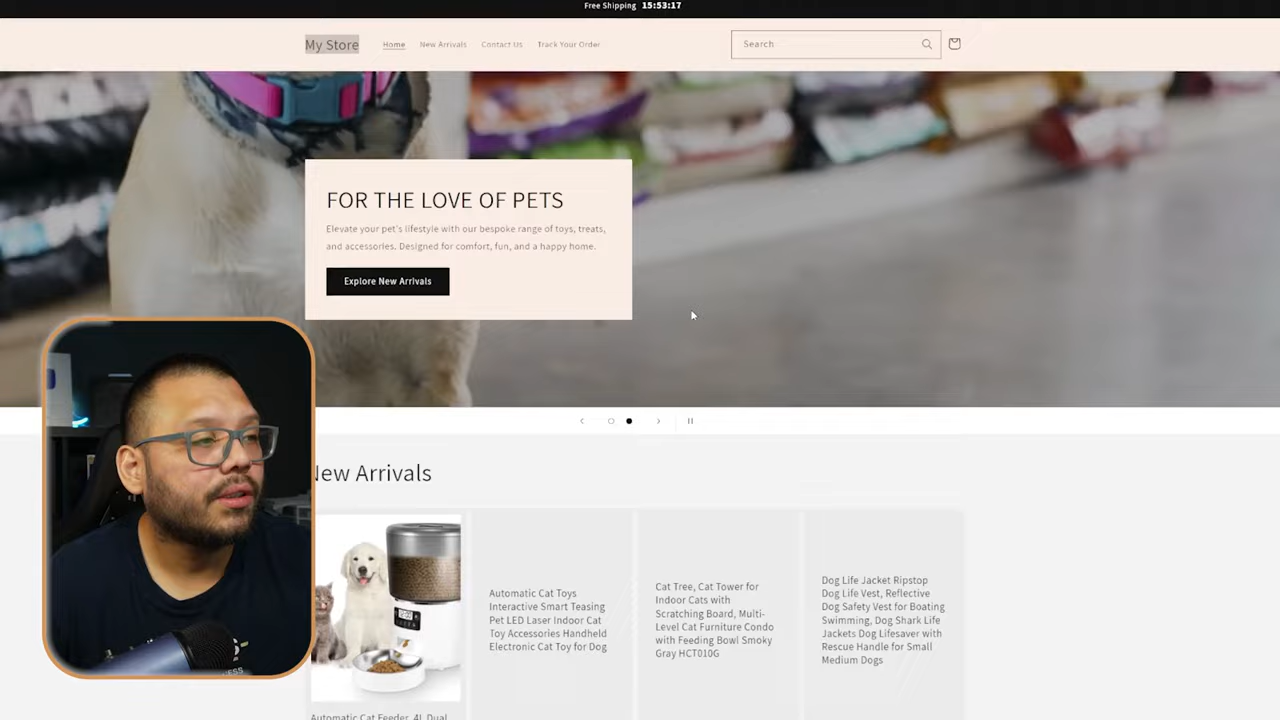 Free Shipping 15:53:17
My Store Home New Arrivals Contact Us Track Your Order Search
FOR THE LOVE OF PETS
Elevate your pet's lifestyle with our bespoke range of toys, treats,
and accessories. Designed for comfort, fun, and a happy home.
Explore New Arrivals
New Arrivals
Automatic Cat Feeder, 4L Dual
Automatic Cat Toys
Interactive Smart Teasing
Pet LED Laser Indoor Cat
Toy Accessories Handheld
Electronic Cat Toy for Dog
Cat Tree, Cat Tower for
Indoor Cats with
Scratching Board, Multi-
Level Cat Furniture Condo
with Feeding Bowl Smoky
Gray HCT010G
Dog Life Jacket Ripstop
Dog Life Vest, Reflective
Dog Safety Vest for Boating
Swimming, Dog Shark Life
Jackets Dog Lifesaver with
Rescue Handle for Small
Medium Dogs